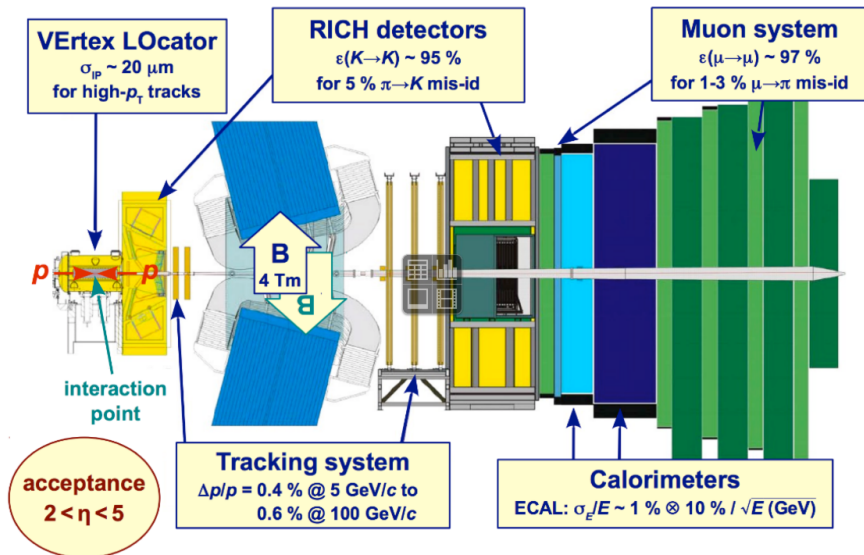 VErtex LOcator
σIP ~ 20 μm
for high-pT tracks
RICH detectors
ε(K→K) ~ 95 %
for 5 % π→K mis-id
Muon system
ε(μ→μ) ~ 97 %
for 1-3 % μ→π mis-id
p
p
B
4 Tm
B
interaction
point
acceptance
2 < η < 5
Tracking system
Δp/p = 0.4 % @ 5 GeV/c to
0.6 % @ 100 GeV/c
Calorimeters
ECAL: σE/E ~ 1 % ⊗ 10 % / √E (GeV)